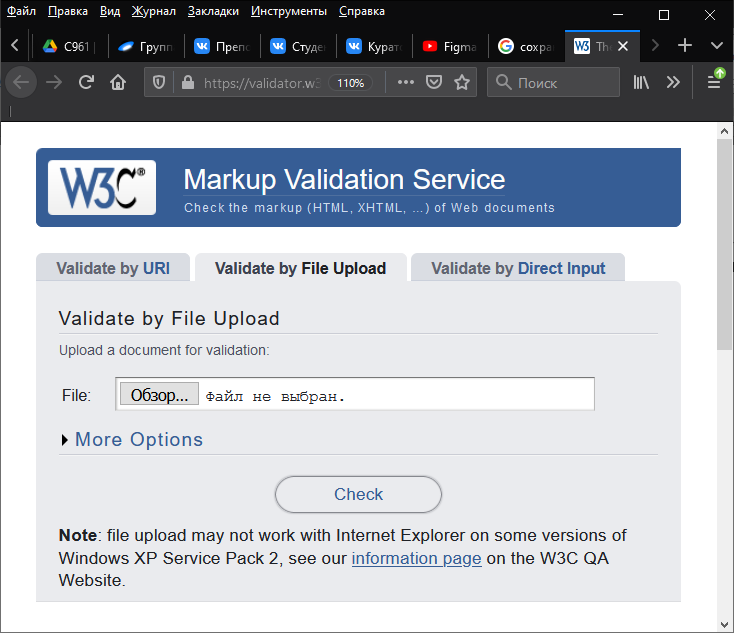 Файл Правка Вид Журнал Закладки Инструменты Справка
С961 Групп Препо Студе Курато Figma сохра The
https://validator.w3 110% Поиск
W3C®
Markup Validation Service
Check the markup (HTML, XHTML, ...) of Web documents
Validate by URI Validate by File Upload Validate by Direct Input
Validate by File Upload
Upload a document for validation:
File: Обзор... Файл не выбран.
More Options
Check
Note: file upload may not work with Internet Explorer on some versions of
Windows XP Service Pack 2, see our information page on the W3C QA
Website.